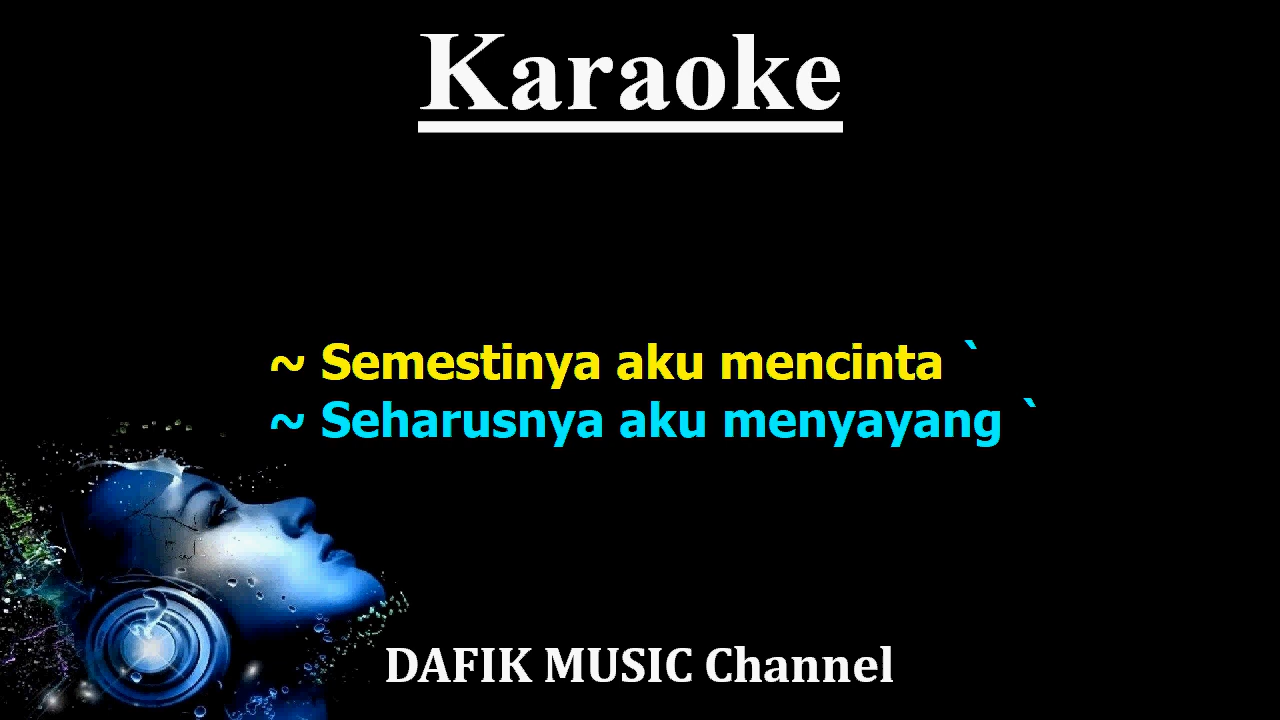 Karaoke
~ Semestinya aku mencinta `
~ Seharusnya aku menyayang `
DAFIK MUSIC Channel